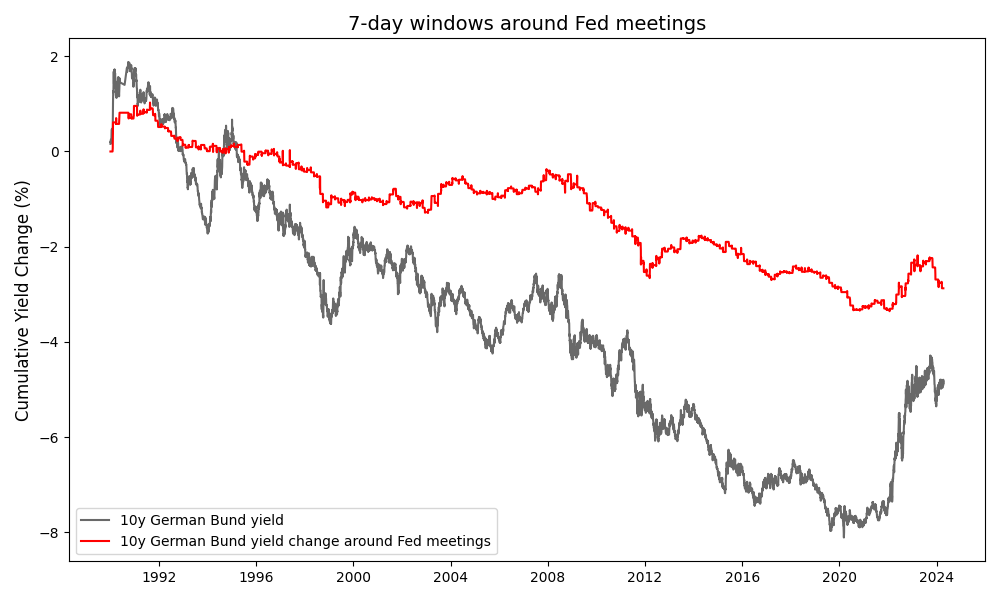 7-day windows around Fed meetings
Cumulative Yield Change (%)
2
0
−2
−4
−6
−8
10y German Bund yield
10y German Bund yield change around Fed meetings
1992 1996 2000 2004 2008 2012 2016 2020 2024